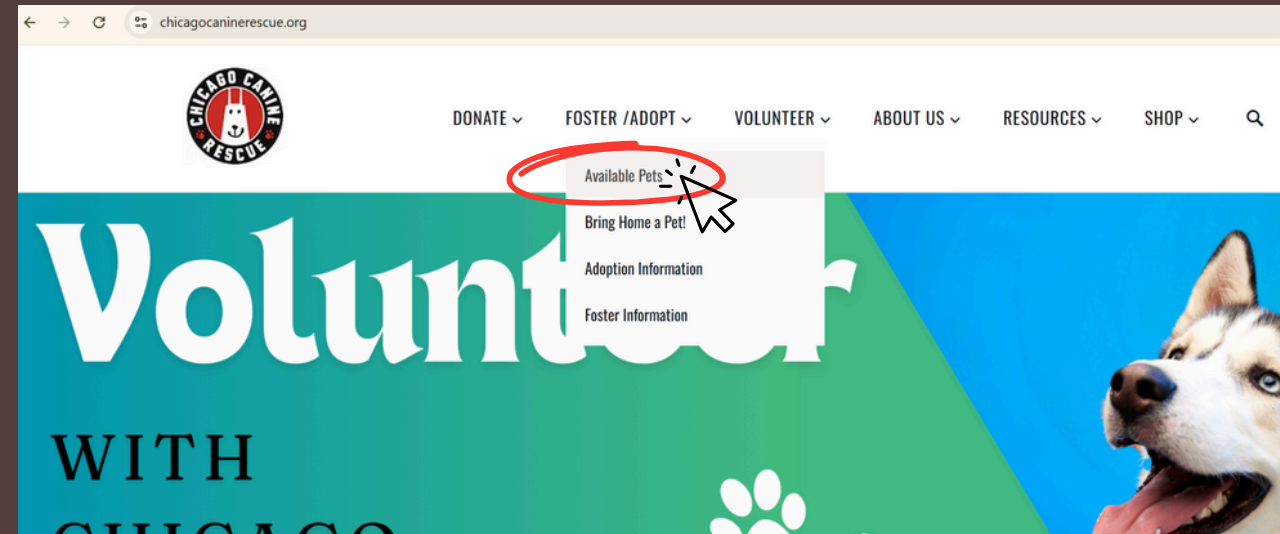 chicagocaninerescue.org
CHICAGO CANINE
RESCUE
DONATE FOSTER /ADOPT VOLUNTEER ABOUT US RESOURCES SHOP
Available Pets
Bring Home a Pet!
Adoption Information
Foster Information
Volunteer
WITH
CHICAGO